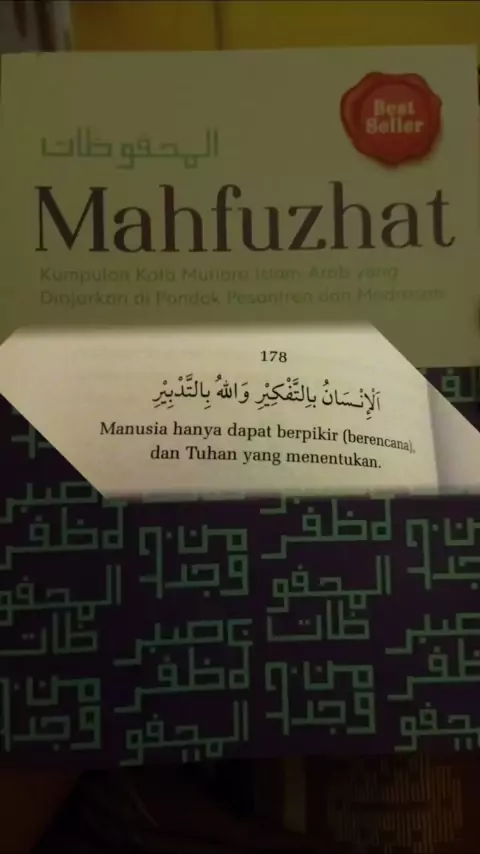 Best
Seller
المحفوظات
Mahfuzhat
Kumpulan Kata Mutiara Islam-Arab yang
Diajarkan di Pondok Pesantren dan Madrasah
178
اَلْإِنْسَانُ بِالتَّفْكِيْرِ وَاللهُ بِالتَّدْبِيْرِ
Manusia hanya dapat berpikir (berencana),
dan Tuhan yang menentukan.